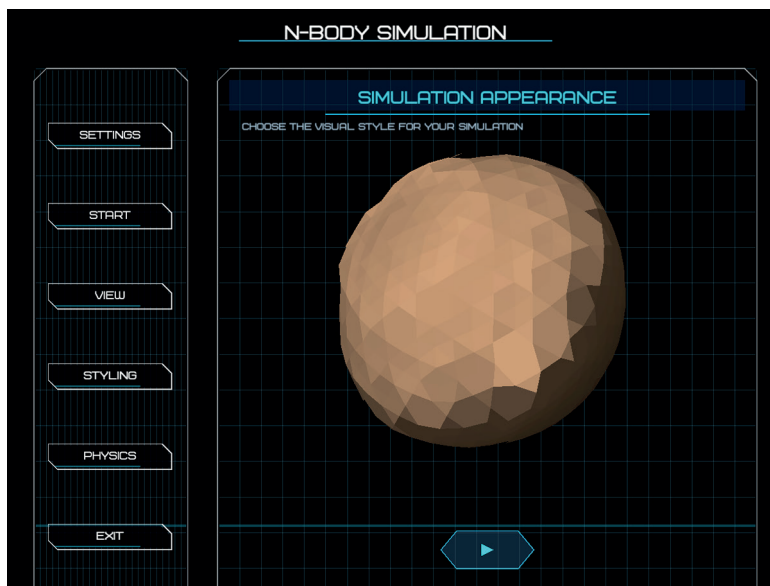 N-BODY SIMULATION
SIMULATION APPEARANCE
CHOOSE THE VISUAL STYLE FOR YOUR SIMULATION
SETTINGS
START
VIEW
STYLING
PHYSICS
EXIT